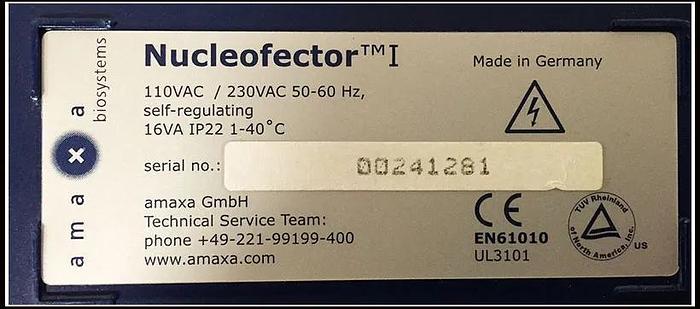 amaxa
biosystems
Nucleofector™ I
Made in Germany
110VAC / 230VAC 50-60 Hz,
self-regulating
16VA IP22 1-40°C
serial no.: 00241281
amaxa GmbH
Technical Service Team:
phone +49-221-99199-400
www.amaxa.com
CE
EN61010
UL3101
TÜV Rheinland
of North America, Inc.
US